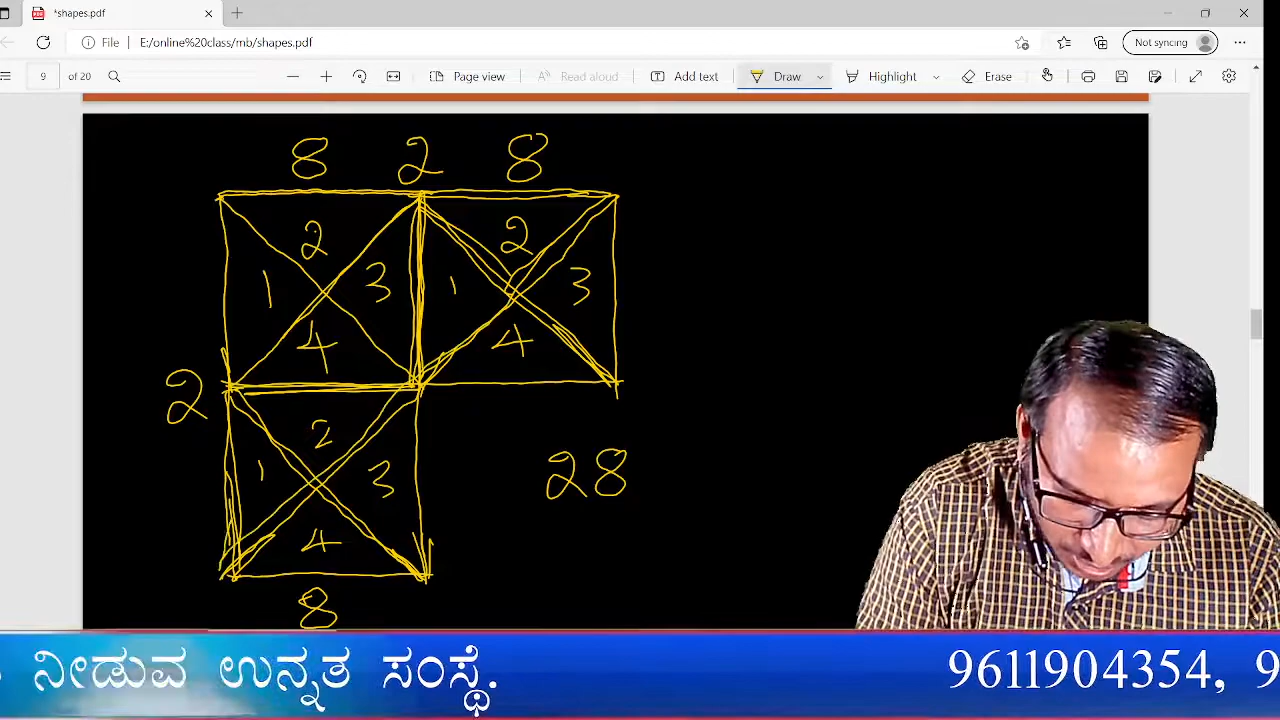 *shapes.pdf
File E:/online%20class/mb/shapes.pdf Not syncing
9 of 20 Page view Read aloud Add text Draw Highlight Erase
8 2 8
2 2
1 3 1 3
4 4
2
2
1 3 28
4
8
ನೀಡುವ ಉನ್ನತ ಸಂಸ್ಥೆ. 9611904354, 9